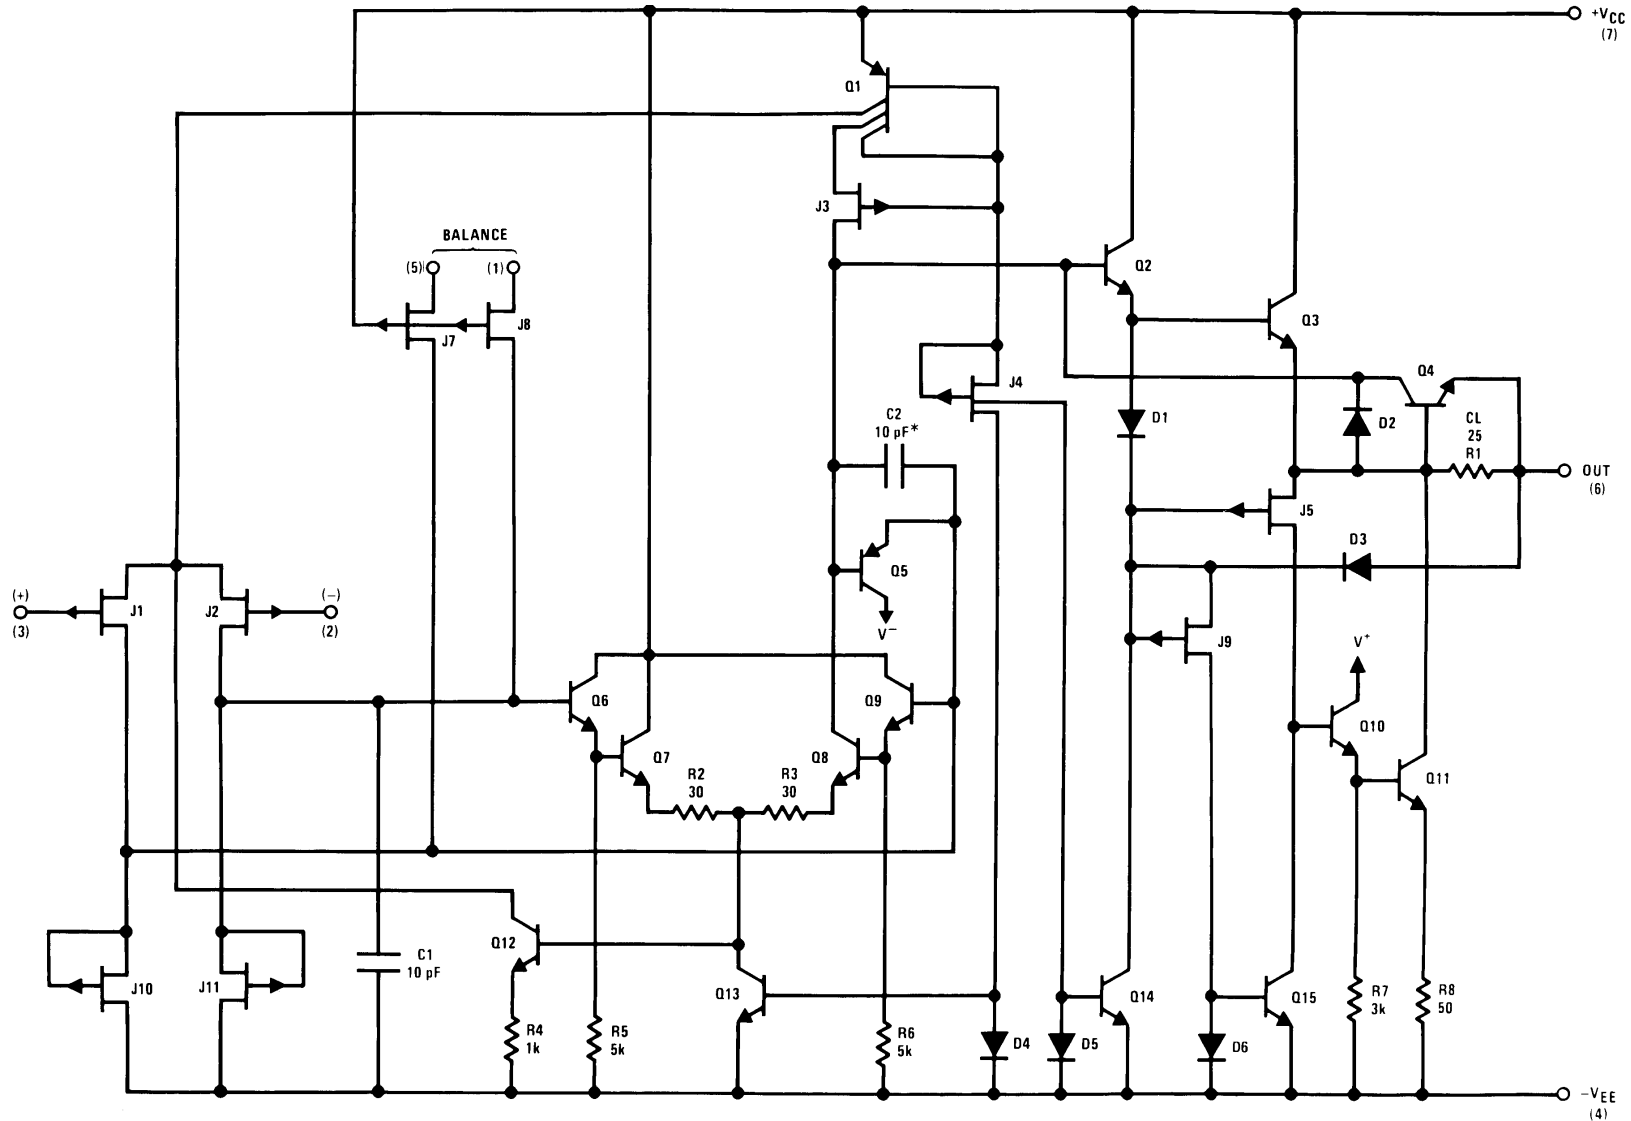 +VCC
(7)
Q1
J3
BALANCE
(5)
(1)
J7
J8
Q2
Q3
J4
Q4
D1
D2
CL
25
R1
OUT
(6)
C2
10 pF*
J5
D3
Q5
V−
(+)
(3)
J1
J2
(−)
(2)
J9
V+
Q6
Q9
Q10
Q7
Q8
R2
30
R3
30
Q11
C1
10 pF
Q12
J10
J11
Q13
Q14
Q15
R7
3k
R8
50
R4
1k
R5
5k
R6
5k
D4
D5
D6
−VEE
(4)